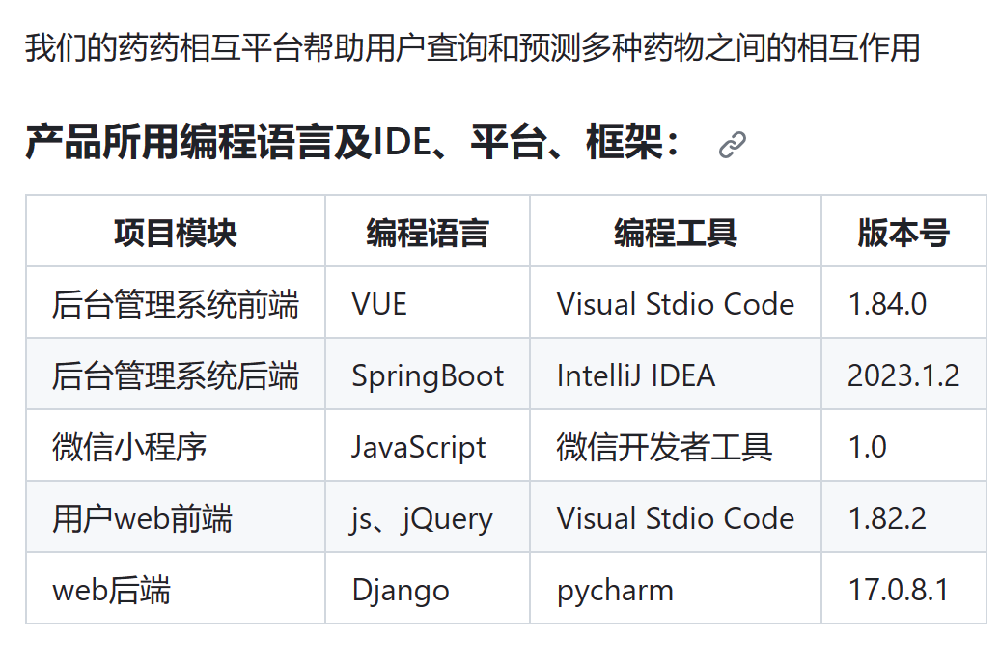 我们的药药相互平台帮助用户查询和预测多种药物之间的相互作用
产品所用编程语言及IDE、平台、框架：
项目模块 编程语言 编程工具 版本号
后台管理系统前端 VUE Visual Stdio Code 1.84.0
后台管理系统后端 SpringBoot IntelliJ IDEA 2023.1.2
微信小程序 JavaScript 微信开发者工具 1.0
用户web前端 js、jQuery Visual Stdio Code 1.82.2
web后端 Django pycharm 17.0.8.1